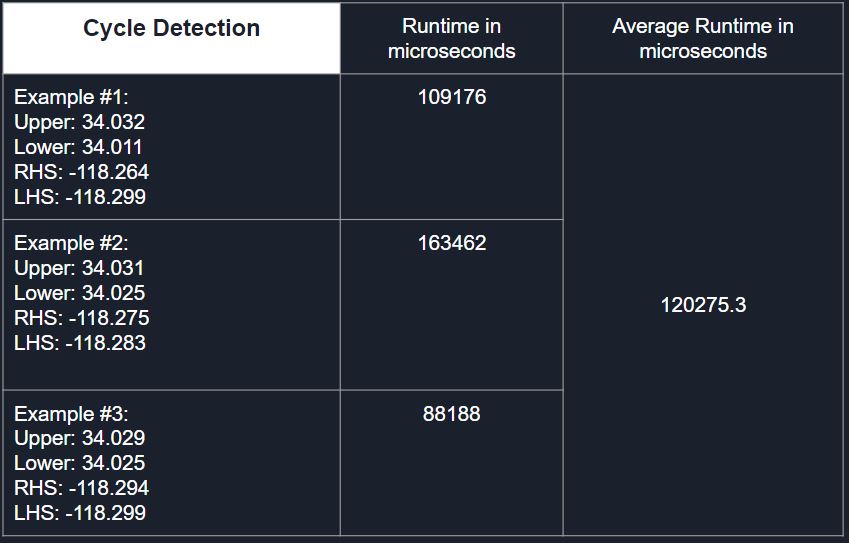 Cycle Detection
Runtime in
microseconds
Average Runtime in
microseconds
Example #1:
Upper: 34.032
Lower: 34.011
RHS: -118.264
LHS: -118.299
109176
120275.3
Example #2:
Upper: 34.031
Lower: 34.025
RHS: -118.275
LHS: -118.283
163462
Example #3:
Upper: 34.029
Lower: 34.025
RHS: -118.294
LHS: -118.299
88188